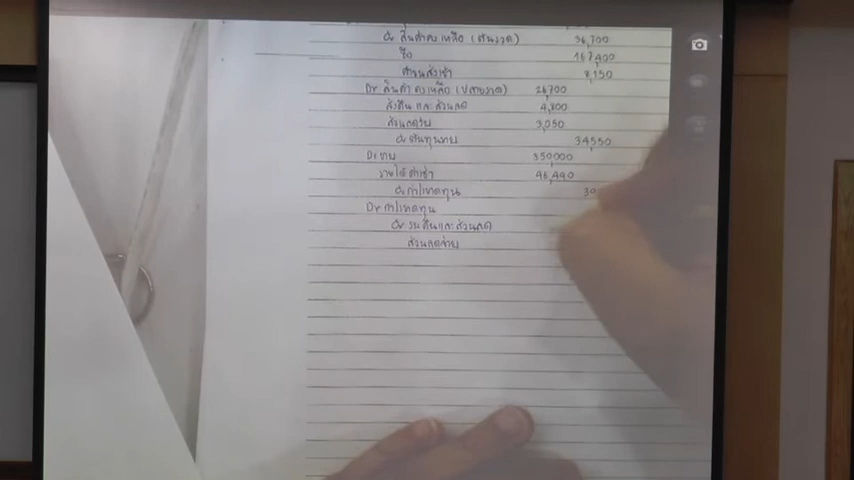 Cr สินค้าคงเหลือ (ต้นงวด) 36,700
ซื้อ 167,400
ค่าขนส่งเข้า 8,150
Dr สินค้าคงเหลือ (ปลายงวด) 26,700
ส่งคืนและส่วนลด 4,800
ส่วนลดรับ 3,050
Cr ต้นทุนขาย 34,550
Dr ขาย 350,000
รายได้ค่าเช่า
Cr กำไรขาดทุน
Dr กำไรขาดทุน
Cr รับคืนและส่วนลด
ส่วนลดจ่าย